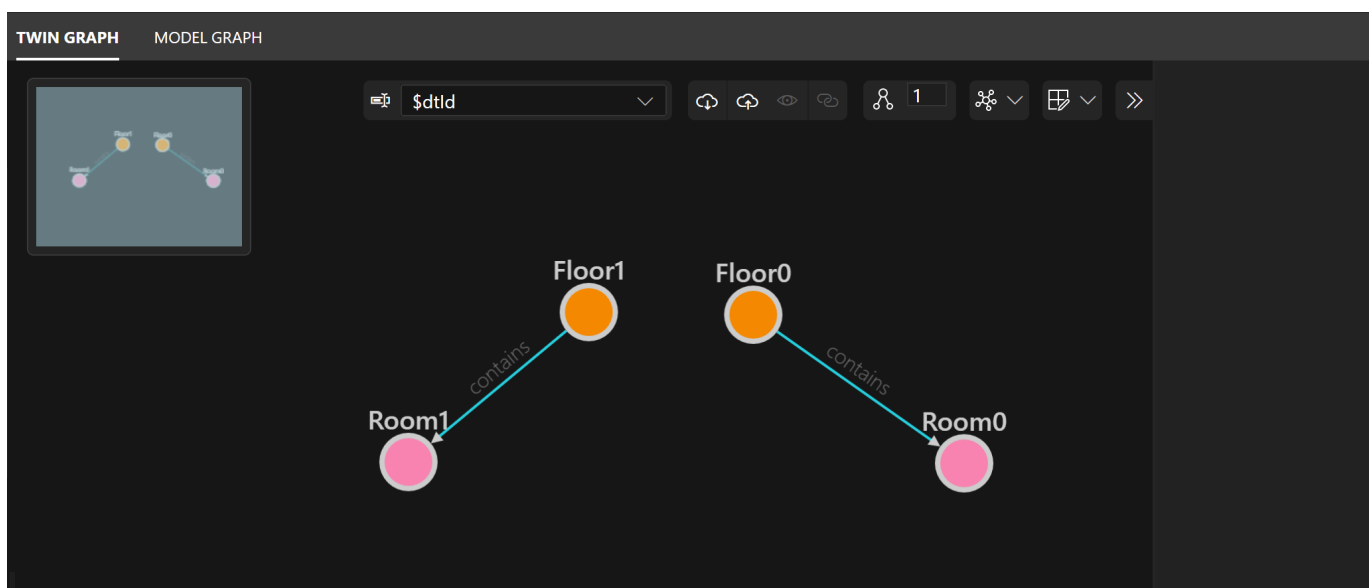 TWIN GRAPH MODEL GRAPH
$dtId 1
Floor1 Floor0
contains contains
Room1 Room0